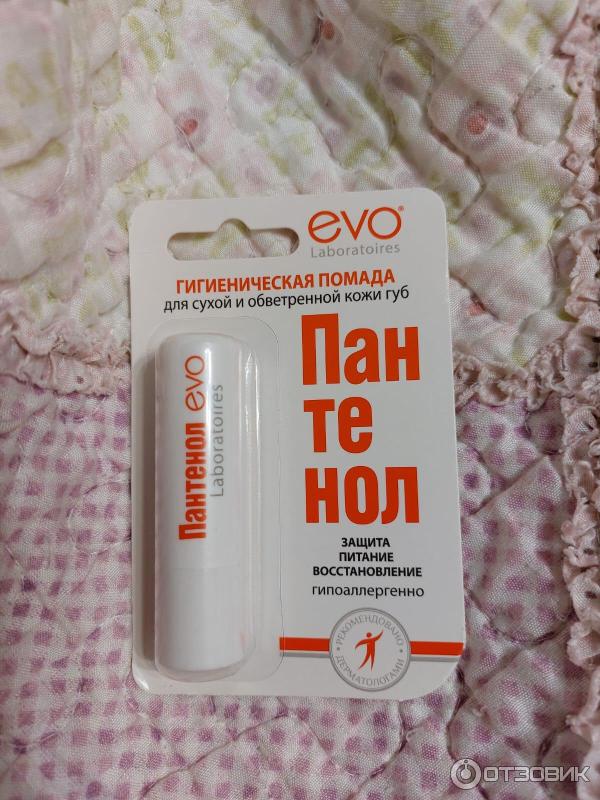 evo®
Laboratoires
ГИГИЕНИЧЕСКАЯ ПОМАДА
для сухой и обветренной кожи губ
Пан
те
нол
Пантенол evo
Laboratoires
ЗАЩИТА
ПИТАНИЕ
ВОССТАНОВЛЕНИЕ
гипоаллергенно
РЕКОМЕНДОВАНО
ДЕРМАТОЛОГАМИ
ОТЗОВИК